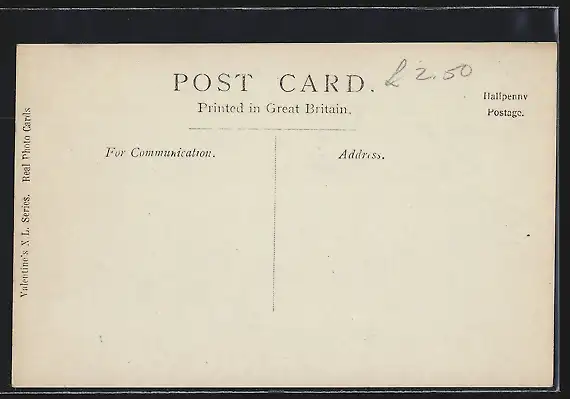 POST CARD. £2.50
Printed in Great Britain.
Halfpenny
Postage.
For Communication.
Address.
Valentine's X L. Series. Real Photo Cards